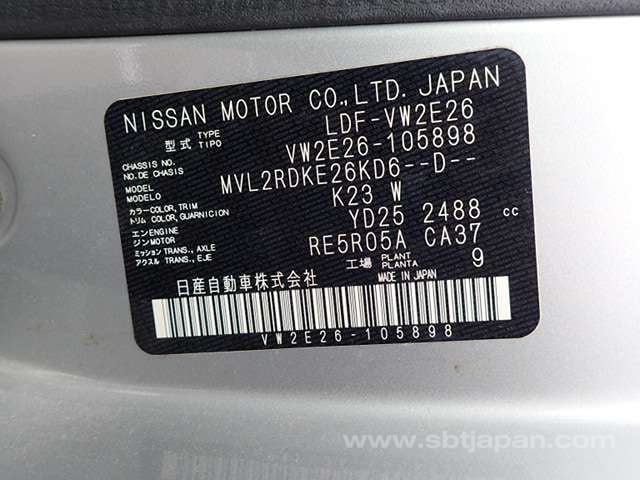 NISSAN MOTOR CO.,LTD. JAPAN
型式 TYPE TIPO LDF-VW2E26
CHASSIS NO. NO.DE CHASIS VW2E26-105898
MODEL MODELO MVL2RDKE26KD6--D--
カラー COLOR, TRIM トリム COLOR, GUARNICION K23 W
エンジン ENGINE MOTOR YD25 2488 cc
ミッション TRANS., AXLE アクスル TRANS., EJE RE5R05A CA37
工場 PLANT PLANTA 9
日産自動車株式会社 MADE IN JAPAN
VW2E26-105898
www.sbtjapan.com